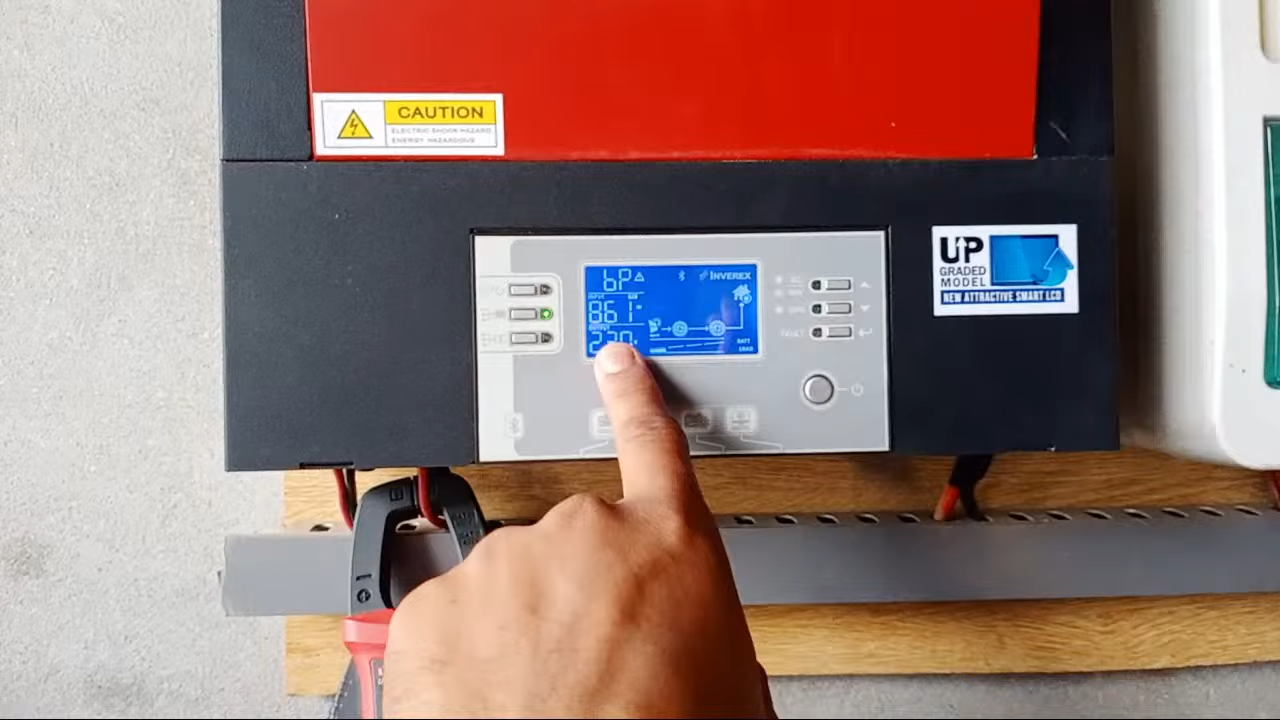 CAUTION
ELECTRIC SHOCK HAZARD
ENERGY HAZARDOUS
UP
GRADED
MODEL
NEW ATTRACTIVE SMART LCD
bP
INVEREX
INPUT
861
OUTPUT
230
BATT
LOAD
FAULT